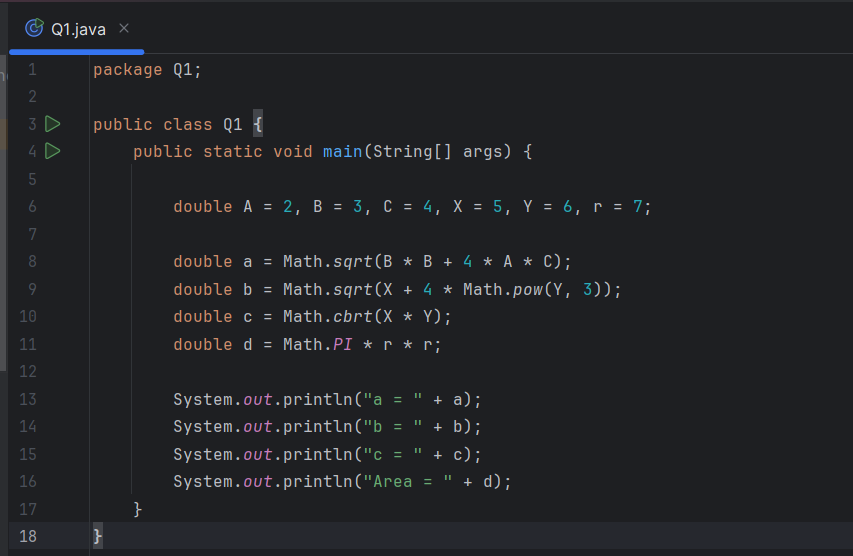 Q1.java
1 package Q1;
2
3 public class Q1 {
4 public static void main(String[] args) {
5
6 double A = 2, B = 3, C = 4, X = 5, Y = 6, r = 7;
7
8 double a = Math.sqrt(B * B + 4 * A * C);
9 double b = Math.sqrt(X + 4 * Math.pow(Y, 3));
10 double c = Math.cbrt(X * Y);
11 double d = Math.PI * r * r;
12
13 System.out.println("a = " + a);
14 System.out.println("b = " + b);
15 System.out.println("c = " + c);
16 System.out.println("Area = " + d);
17 }
18 }